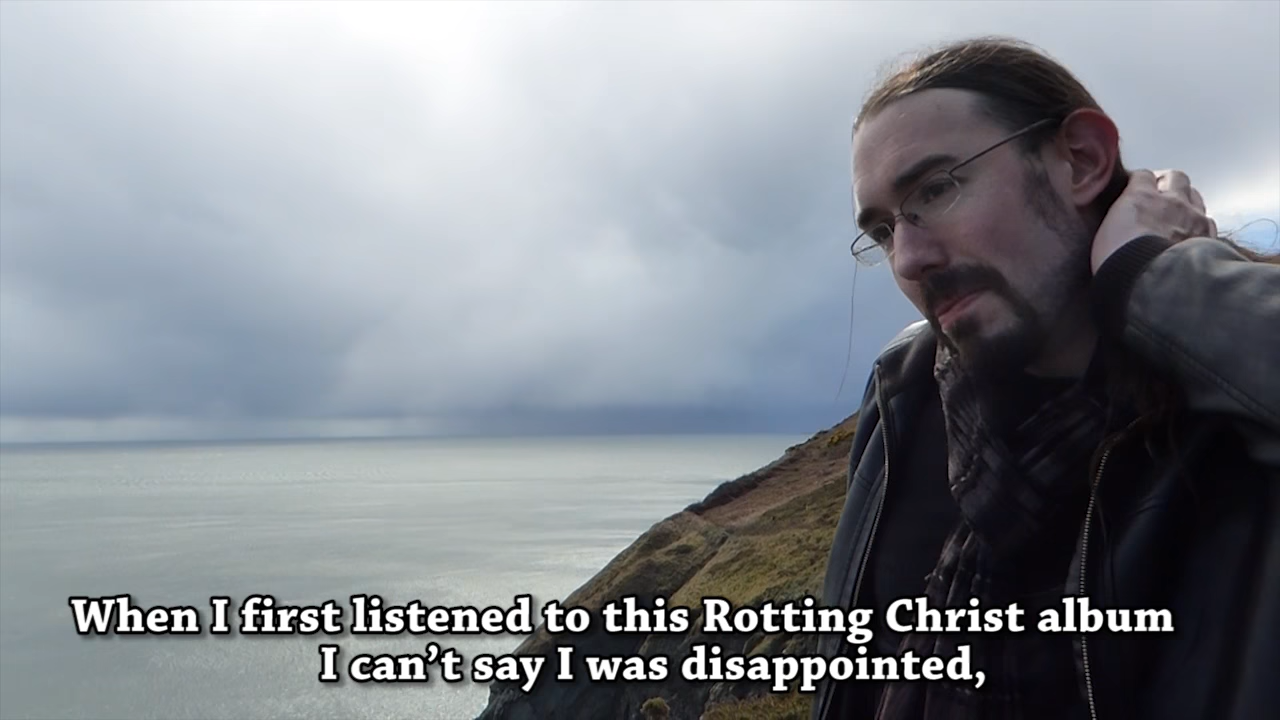 When I first listened to this Rotting Christ album
I can't say I was disappointed,